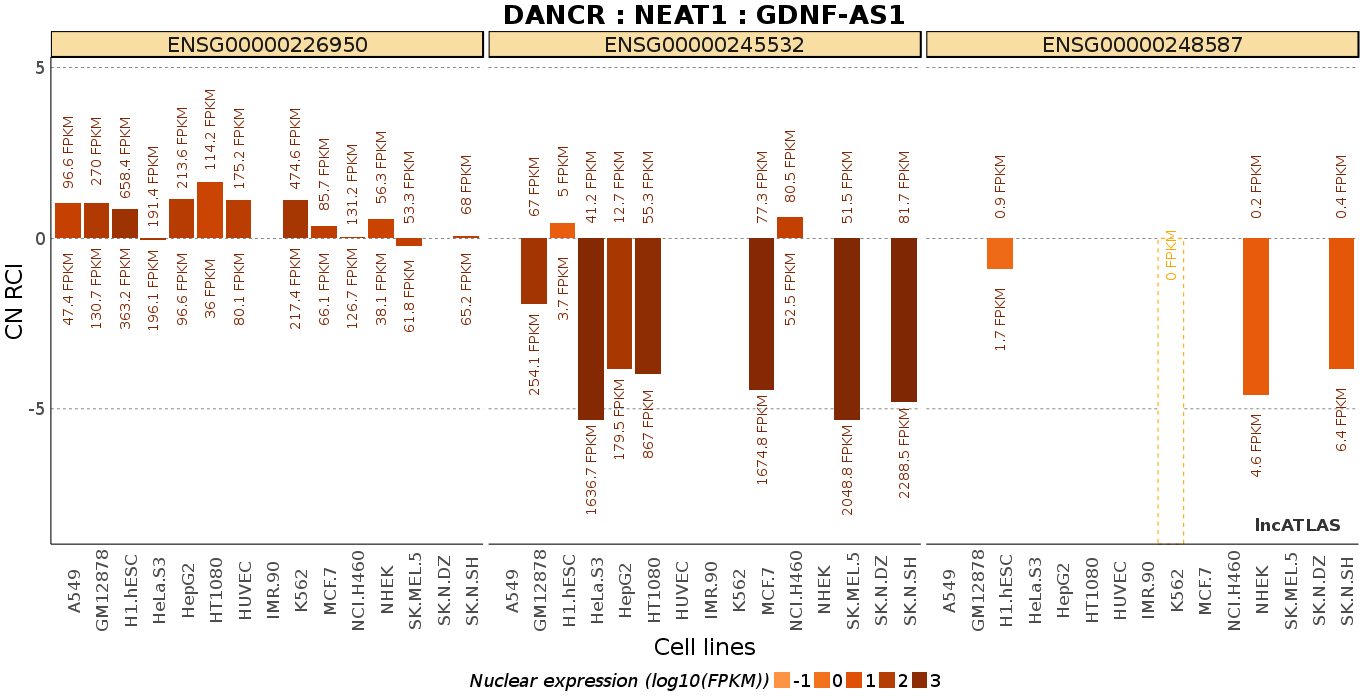 DANCR : NEAT1 : GDNF-AS1
ENSG00000226950
ENSG00000245532
ENSG00000248587
CN RCI
5
0
-5
96.6 FPKM
270 FPKM
658.4 FPKM
191.4 FPKM
213.6 FPKM
114.2 FPKM
175.2 FPKM
474.6 FPKM
85.7 FPKM
131.2 FPKM
56.3 FPKM
53.3 FPKM
68 FPKM
47.4 FPKM
130.7 FPKM
363.2 FPKM
196.1 FPKM
96.6 FPKM
36 FPKM
80.1 FPKM
217.4 FPKM
66.1 FPKM
126.7 FPKM
38.1 FPKM
61.8 FPKM
65.2 FPKM
67 FPKM
5 FPKM
41.2 FPKM
12.7 FPKM
55.3 FPKM
77.3 FPKM
80.5 FPKM
51.5 FPKM
81.7 FPKM
254.1 FPKM
3.7 FPKM
1636.7 FPKM
179.5 FPKM
867 FPKM
1674.8 FPKM
52.5 FPKM
2048.8 FPKM
2288.5 FPKM
0.9 FPKM
0 FPKM
0.2 FPKM
0.4 FPKM
1.7 FPKM
4.6 FPKM
6.4 FPKM
lncATLAS
A549
GM12878
H1.hESC
HeLa.S3
HepG2
HT1080
HUVEC
IMR.90
K562
MCF.7
NCI.H460
NHEK
SK.MEL.5
SK.N.DZ
SK.N.SH
A549
GM12878
H1.hESC
HeLa.S3
HepG2
HT1080
HUVEC
IMR.90
K562
MCF.7
NCI.H460
NHEK
SK.MEL.5
SK.N.DZ
SK.N.SH
A549
GM12878
H1.hESC
HeLa.S3
HepG2
HT1080
HUVEC
IMR.90
K562
MCF.7
NCI.H460
NHEK
SK.MEL.5
SK.N.DZ
SK.N.SH
Cell lines
Nuclear expression (log10(FPKM)) -1 0 1 2 3